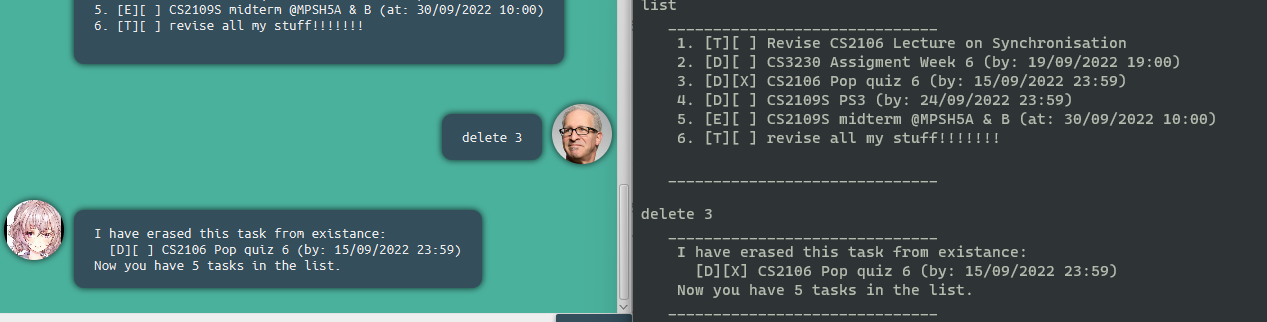 5. [E][ ] CS2109S midterm @MPSH5A & B (at: 30/09/2022 10:00)
6. [T][ ] revise all my stuff!!!!!!!
delete 3
I have erased this task from existance:
[D][ ] CS2106 Pop quiz 6 (by: 15/09/2022 23:59)
Now you have 5 tasks in the list.
list
______________________________
1. [T][ ] Revise CS2106 Lecture on Synchronisation
2. [D][ ] CS3230 Assigment Week 6 (by: 19/09/2022 19:00)
3. [D][X] CS2106 Pop quiz 6 (by: 15/09/2022 23:59)
4. [D][ ] CS2109S PS3 (by: 24/09/2022 23:59)
5. [E][ ] CS2109S midterm @MPSH5A & B (at: 30/09/2022 10:00)
6. [T][ ] revise all my stuff!!!!!!!
______________________________
delete 3
______________________________
I have erased this task from existance:
[D][X] CS2106 Pop quiz 6 (by: 15/09/2022 23:59)
Now you have 5 tasks in the list.
______________________________